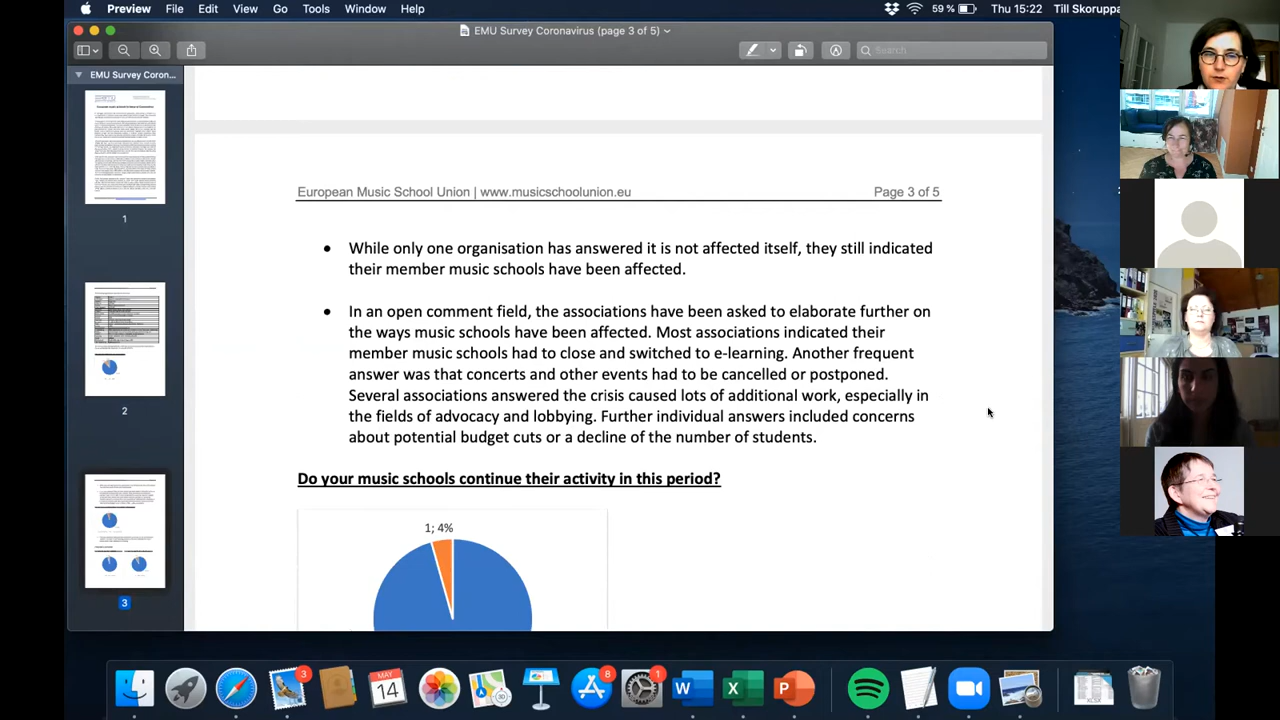 Preview File Edit View Go Tools Window Help 59 % Thu 15:22 Till Skoruppa
EMU Survey Coronavirus (page 3 of 5)
Search
EMU Survey Coron...
1
2
3
European Music School Union | www.musicschoolunion.eu Page 3 of 5
• While only one organisation has answered it is not affected itself, they still indicated
their member music schools have been affected.
• In an open comment field, the associations have been asked to elaborate further on
the ways music schools have been affected. Most associations indicated their
member music schools had to close and switched to e-learning. Another frequent
answer was that concerts and other events had to be cancelled or postponed.
Several associations answered the crisis caused lots of additional work, especially in
the fields of advocacy and lobbying. Further individual answers included concerns
about potential budget cuts or a decline of the number of students.
Do your music schools continue their activity in this period?
1; 4%
3
MAY
14
8
1
W
X
P
XLSX